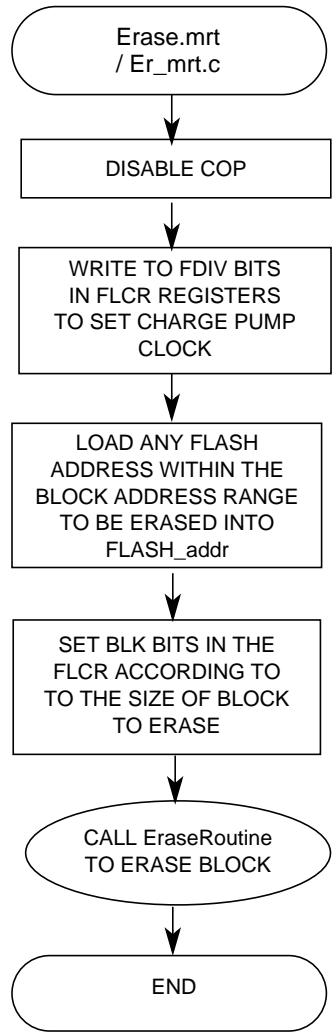 Erase.mrt
/ Er_mrt.c
DISABLE COP
WRITE TO FDIV BITS
IN FLCR REGISTERS
TO SET CHARGE PUMP
CLOCK
LOAD ANY FLASH
ADDRESS WITHIN THE
BLOCK ADDRESS RANGE
TO BE ERASED INTO
FLASH_addr
SET BLK BITS IN THE
FLCR ACCORDING TO
TO THE SIZE OF BLOCK
TO ERASE
CALL EraseRoutine
TO ERASE BLOCK
END